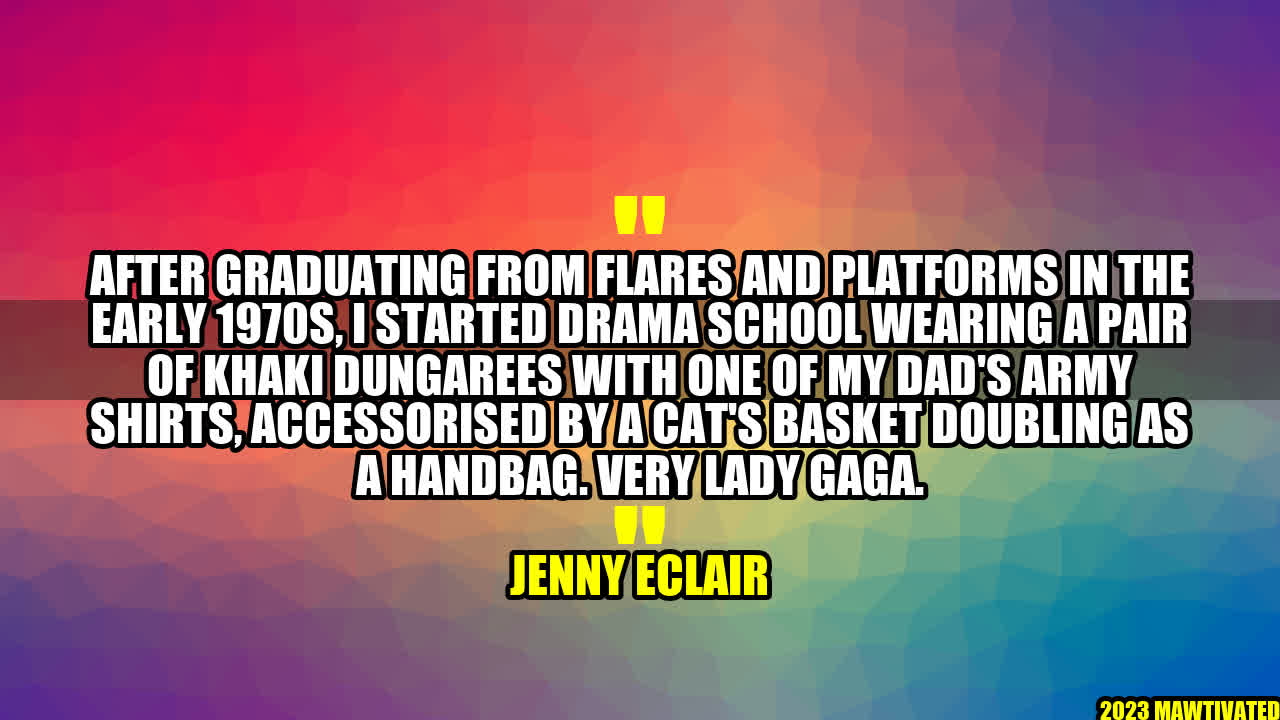 "
AFTER GRADUATING FROM FLARES AND PLATFORMS IN THE
EARLY 1970S, I STARTED DRAMA SCHOOL WEARING A PAIR
OF KHAKI DUNGAREES WITH ONE OF MY DAD'S ARMY
SHIRTS, ACCESSORISED BY A CAT'S BASKET DOUBLING AS
A HANDBAG. VERY LADY GAGA.
"
JENNY ECLAIR
2023 MAWTIVATED